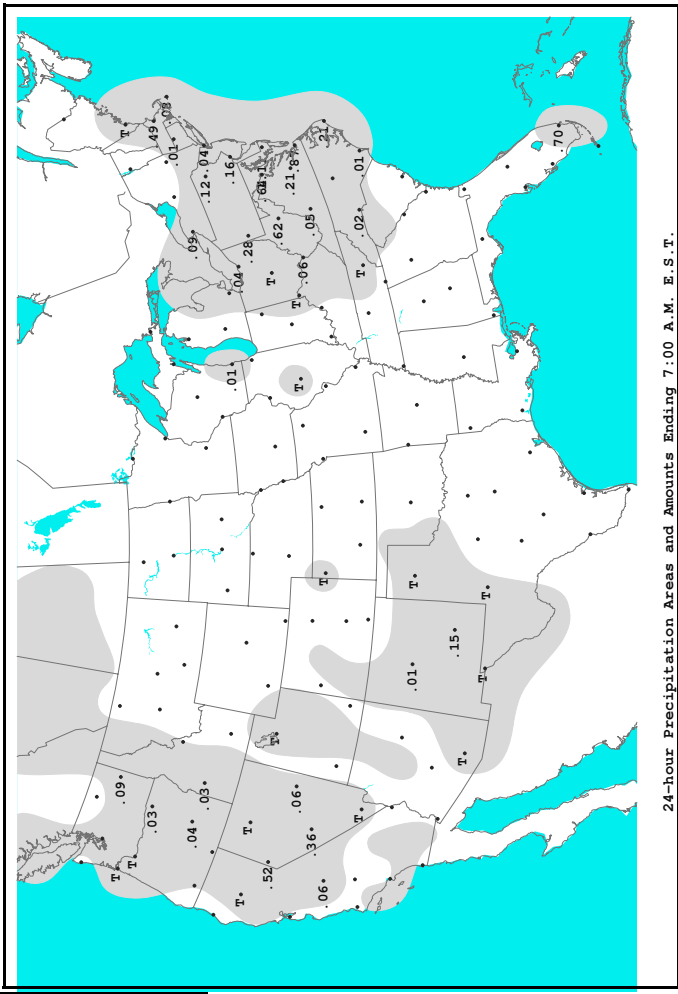 T
.09
T
T
.03
.49
.08
.01
.04
.09
.03
.04
.12
.16
.01
.04
T
T
.28
.52
T
T
.62
.21
.06
T
T
.06
.05
.36
.06
T
.21
T
.02
.01
T
.01
T
.15
T
T
T
.70
24-hour Precipitation Areas and Amounts Ending 7:00 A.M. E.S.T.